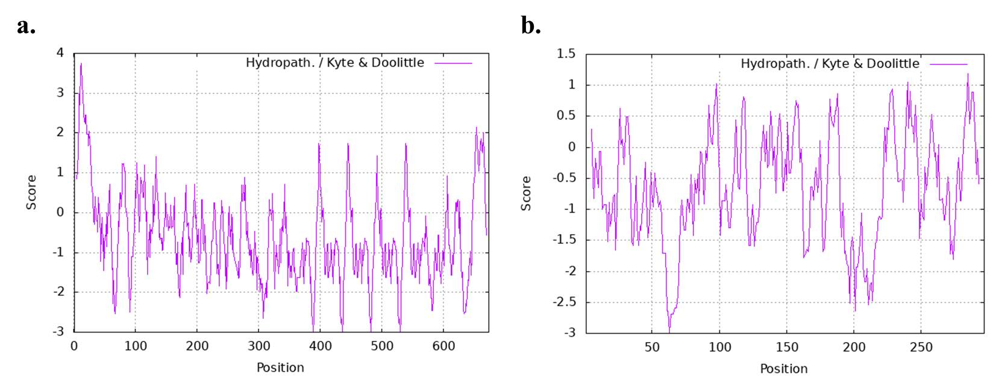 a.
Hydropath. / Kyte & Doolittle
4
3
2
1
0
-1
-2
-3
Score
0 100 200 300 400 500 600
Position
b.
Hydropath. / Kyte & Doolittle
1.5
1
0.5
0
-0.5
-1
-1.5
-2
-2.5
-3
Score
50 100 150 200 250
Position